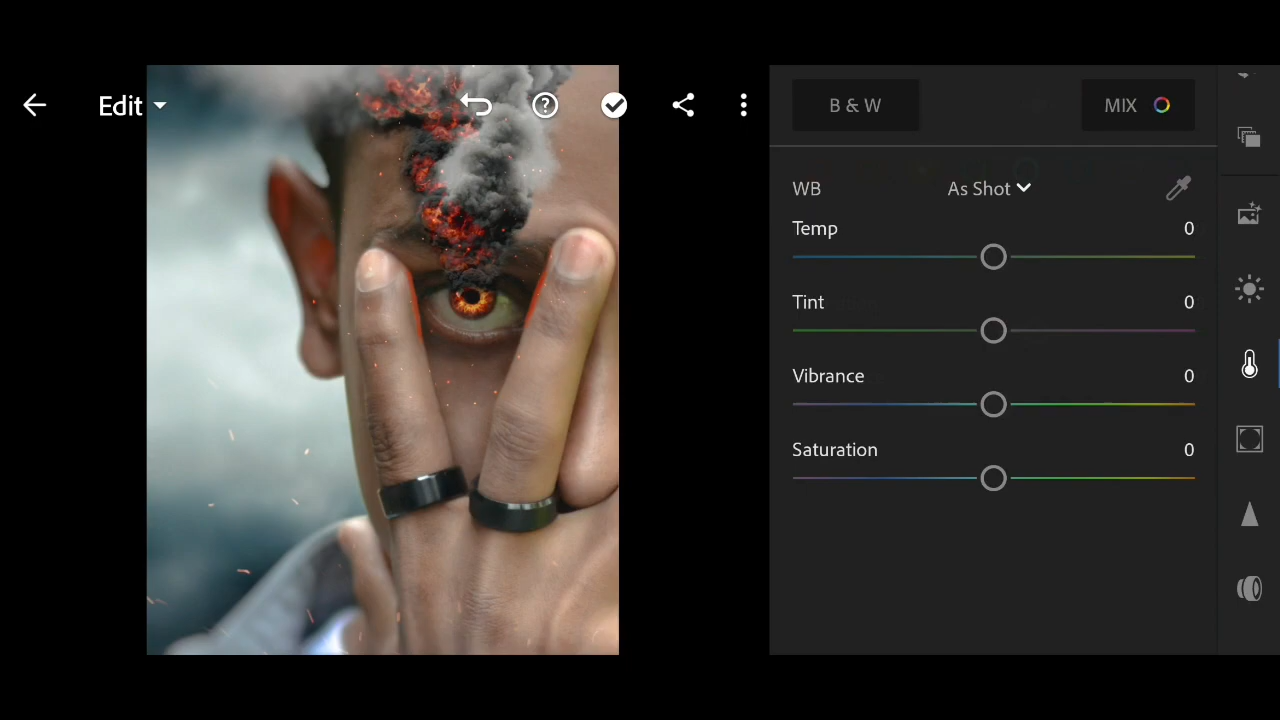 Edit
B & W
MIX
WB
As Shot
Temp
0
Tint
0
Vibrance
0
Saturation
0